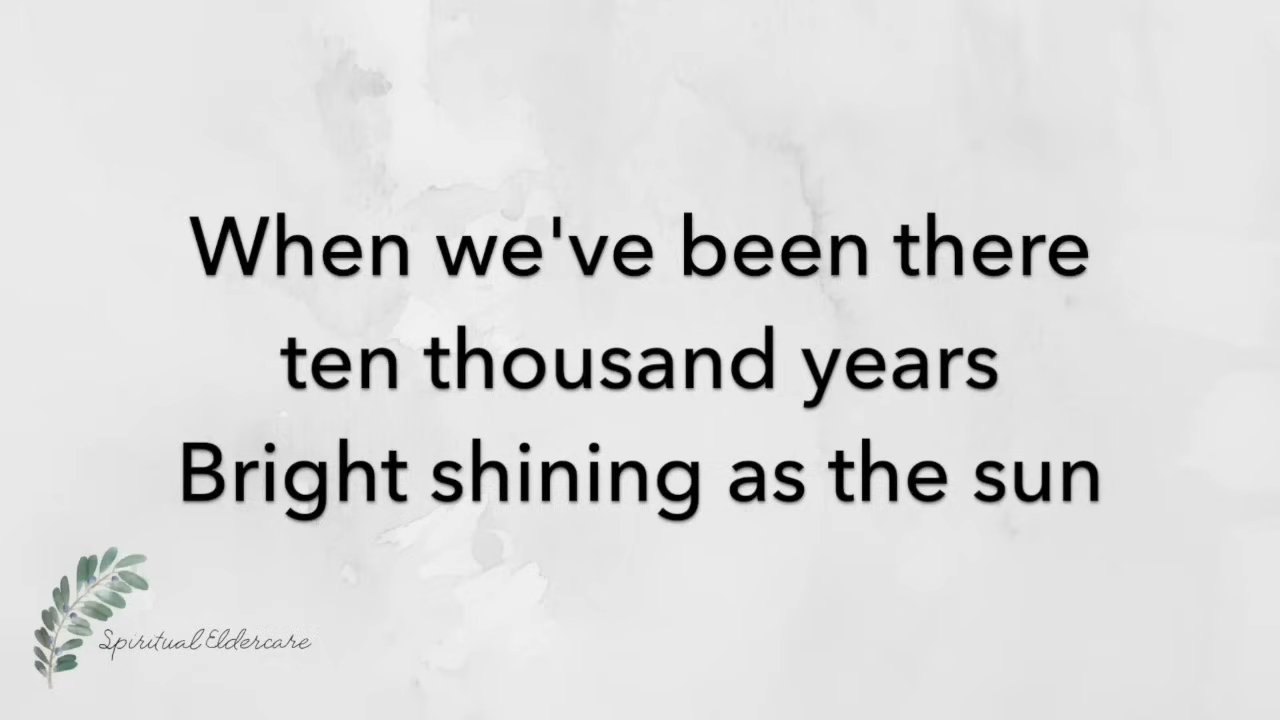 When we've been there
ten thousand years
Bright shining as the sun
Spiritual Eldercare